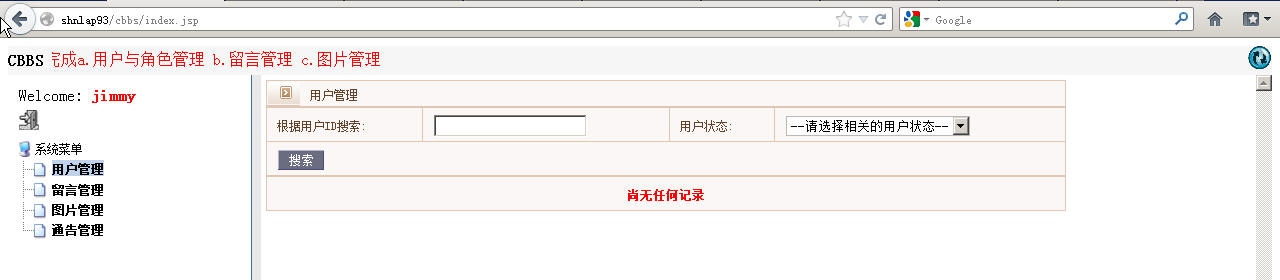 shnlap93/cbbs/index.jsp
Google
CBBS 完成a.用户与角色管理 b.留言管理 c.图片管理
Welcome: jimmy
系统菜单
用户管理
留言管理
图片管理
通告管理
用户管理
根据用户ID搜索:
用户状态:
--请选择相关的用户状态--
搜索
尚无任何记录